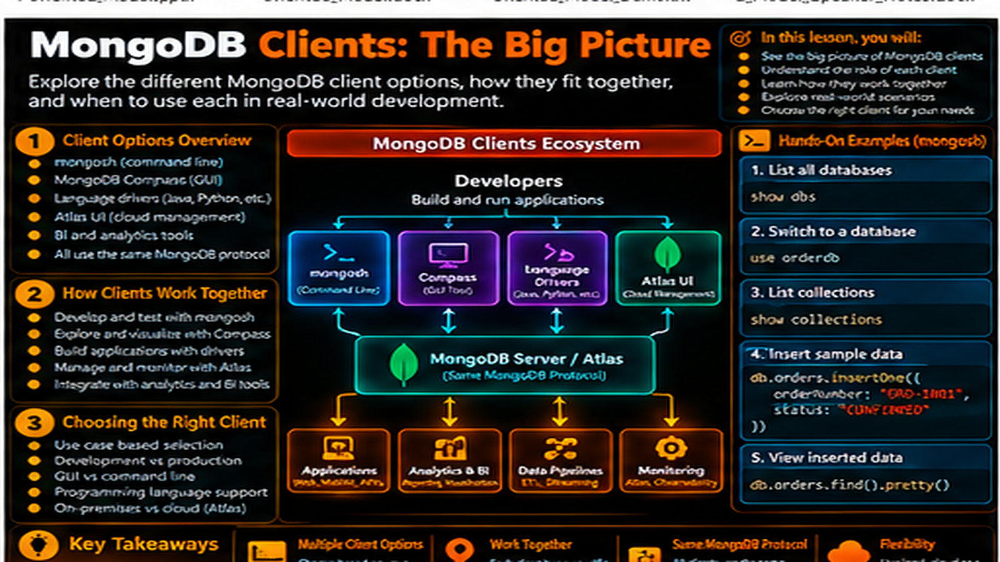 MongoDB Clients: The Big Picture
Explore the different MongoDB client options, how they fit together,
and when to use each in real-world development.
In this lesson, you will:
See the big picture of MongoDB clients
Understand the role of each client
Learn how they work together
Explore real-world scenarios
Choose the right client for your needs
1 Client Options Overview
mongosh (command line)
MongoDB Compass (GUI)
Language drivers (Java, Python, etc.)
Atlas UI (cloud management)
BI and analytics tools
All use the same MongoDB protocol
2 How Clients Work Together
Develop and test with mongosh
Explore and visualize with Compass
Build applications with drivers
Manage and monitor with Atlas
Integrate with analytics and BI tools
3 Choosing the Right Client
Use case based selection
Development vs production
GUI vs command line
Programming language support
On-premises vs cloud (Atlas)
MongoDB Clients Ecosystem
Developers
Build and run applications
mongosh
(Command Line)
Compass
(GUI Tool)
Language
Drivers
(Java, Python, etc.)
Atlas UI
(Cloud Management)
MongoDB Server / Atlas
(Same MongoDB Protocol)
Applications
Analytics & BI
Data Pipelines
Monitoring
Hands-On Examples (mongosh)
1. List all databases
show dbs
2. Switch to a database
use orderdb
3. List collections
show collections
4. Insert sample data
db.orders.insertOne({
orderNumber: "ORD-1001",
status: "CONFIRMED"
})
5. View inserted data
db.orders.find().pretty()
Key Takeaways
Multiple Client Options
Work Together
Same MongoDB Protocol
Flexibility